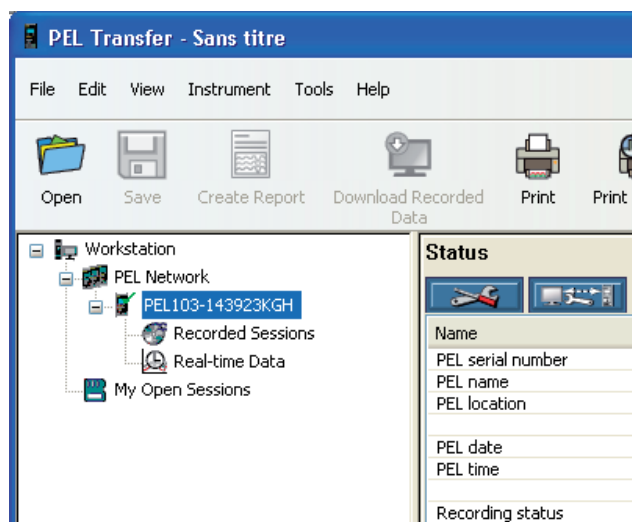 PEL Transfer - Sans titre
File Edit View Instrument Tools Help
Open Save Create Report Download Recorded Data Print Print
Workstation
PEL Network
PEL103-143923KGH
Recorded Sessions
Real-time Data
My Open Sessions
Status
Name
PEL serial number
PEL name
PEL location
PEL date
PEL time
Recording status